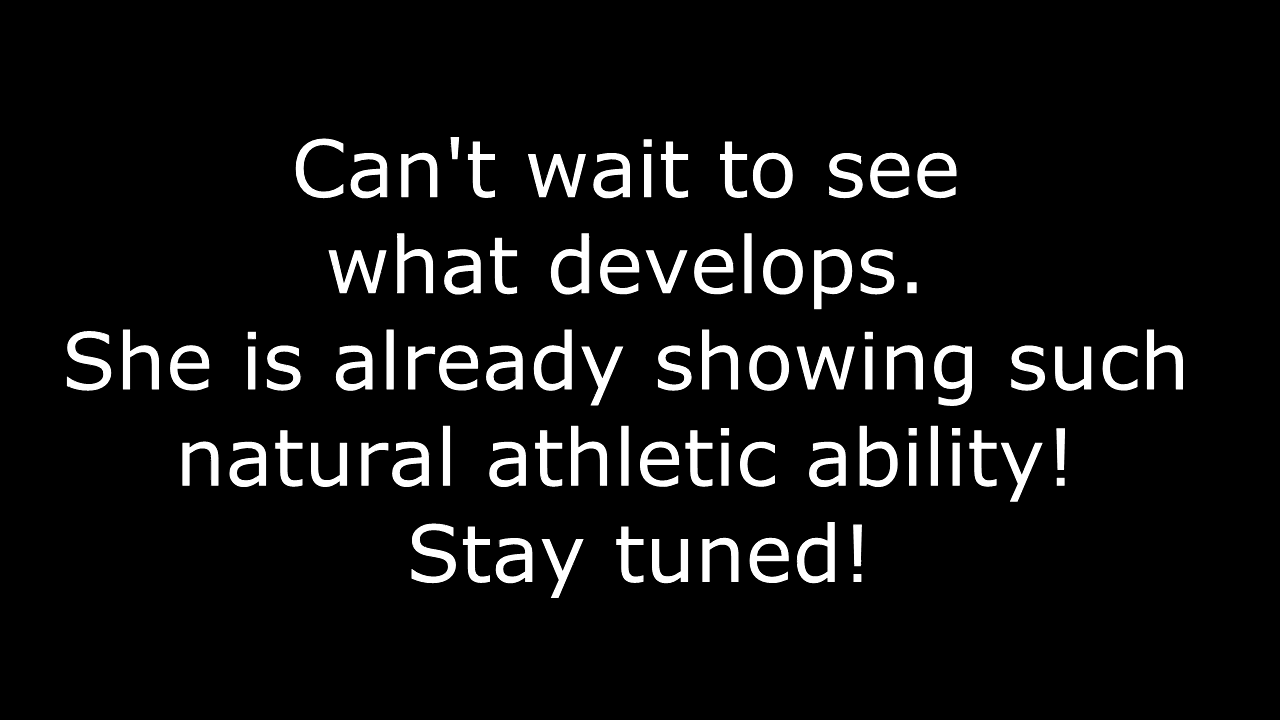 Can't wait to see
what develops.
She is already showing such
natural athletic ability!
Stay tuned!